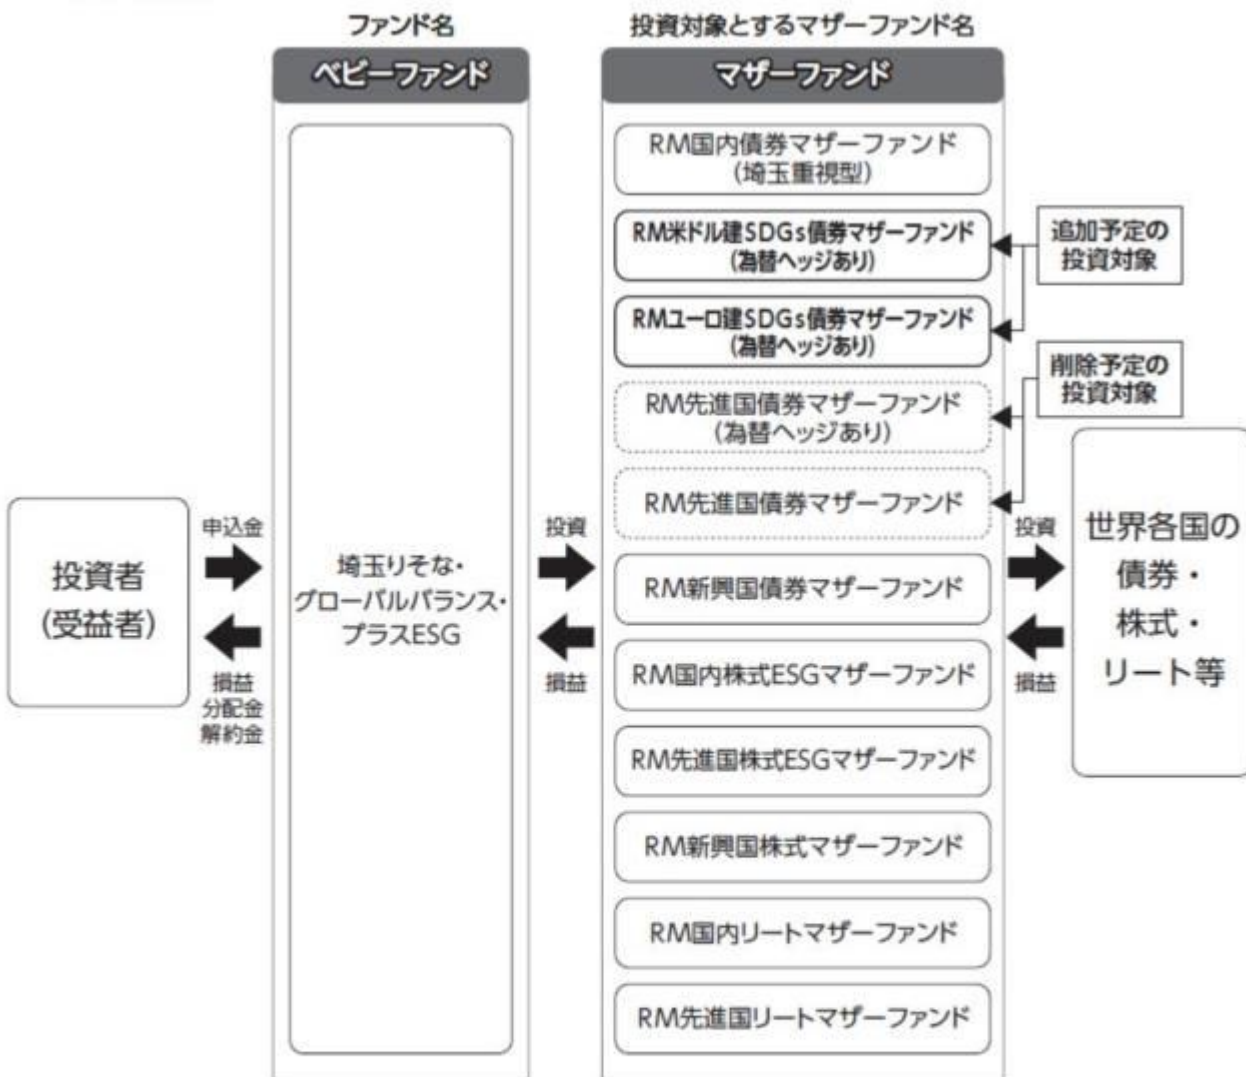 ファンド名
投資対象とするマザーファンド名
ベビーファンド
マザーファンド
RM国内債券マザーファンド
(埼玉重視型)
RM米ドル建SDGs債券マザーファンド
(為替ヘッジあり)
追加予定の
投資対象
RMユーロ建SDGs債券マザーファンド
(為替ヘッジあり)
削除予定の
投資対象
RM先進国債券マザーファンド
(為替ヘッジあり)
RM先進国債券マザーファンド
投資者
(受益者)
申込金
損益
分配金
解約金
埼玉りそな・
グローバルバランス・
プラスESG
投資
損益
RM新興国債券マザーファンド
RM国内株式ESGマザーファンド
RM先進国株式ESGマザーファンド
RM新興国株式マザーファンド
RM国内リートマザーファンド
RM先進国リートマザーファンド
投資
損益
世界各国の
債券・
株式・
リート等